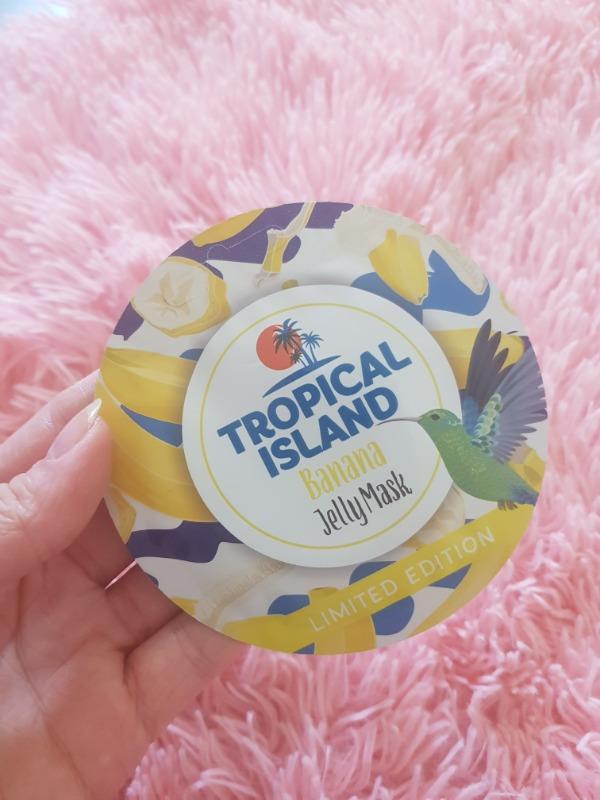 TROPICAL
ISLAND
Banana
Jelly Mask
LIMITED EDITION